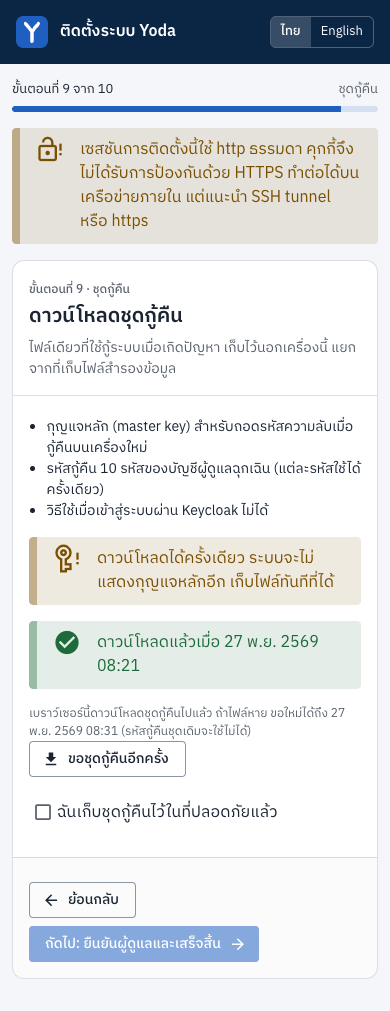 ติดตั้งระบบ Yoda
ไทย
English
ขั้นตอนที่ 9 จาก 10
ชุดกู้คืน
เซสชันการติดตั้งนี้ใช้ http ธรรมดา คุกกี้จึง
ไม่ได้รับการป้องกันด้วย HTTPS ทำต่อได้บน
เครือข่ายภายใน แต่แนะนำ SSH tunnel
หรือ https
ขั้นตอนที่ 9 · ชุดกู้คืน
ดาวน์โหลดชุดกู้คืน
ไฟล์เดียวที่ใช้กู้ระบบเมื่อเกิดปัญหา เก็บไว้นอกเครื่องนี้ แยก
จากที่เก็บไฟล์สำรองข้อมูล
• กุญแจหลัก (master key) สำหรับถอดรหัสความลับเมื่อ
กู้คืนบนเครื่องใหม่
• รหัสกู้คืน 10 รหัสของบัญชีผู้ดูแลฉุกเฉิน (แต่ละรหัสใช้ได้
ครั้งเดียว)
• วิธีใช้เมื่อเข้าสู่ระบบผ่าน Keycloak ไม่ได้
ดาวน์โหลดได้ครั้งเดียว ระบบจะไม่
แสดงกุญแจหลักอีก เก็บไฟล์ทันทีที่ได้
ดาวน์โหลดแล้วเมื่อ 27 พ.ย. 2569
08:21
เบราว์เซอร์นี้ดาวน์โหลดชุดกู้คืนไปแล้ว ถ้าไฟล์หาย ขอใหม่ได้ถึง 27
พ.ย. 2569 08:31 (รหัสกู้คืนชุดเดิมจะใช้ไม่ได้)
ขอชุดกู้คืนอีกครั้ง
ฉันเก็บชุดกู้คืนไว้ในที่ปลอดภัยแล้ว
ย้อนกลับ
ถัดไป: ยืนยันผู้ดูแลและเสร็จสิ้น